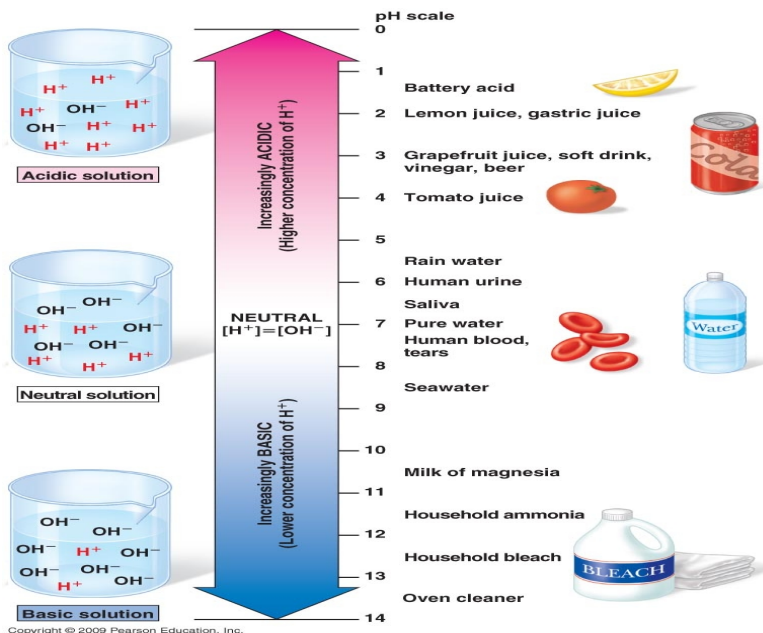 pH scale
0
1
Battery acid
2
Lemon juice, gastric juice
3
Grapefruit juice, soft drink,
vinegar, beer
4
Tomato juice
5
Rain water
6
Human urine
Saliva
7
Pure water
Human blood,
tears
8
Seawater
9
10
Milk of magnesia
11
Household ammonia
12
Household bleach
13
Oven cleaner
14
Increasingly ACIDIC
(Higher concentration of H⁺)
NEUTRAL
[H⁺]=[OH⁻]
Increasingly BASIC
(Lower concentration of H⁺)
H⁺ H⁺
H⁺ OH⁻ H⁺
OH⁻ H⁺ H⁺
H⁺ H⁺
Acidic solution
OH⁻ OH⁻
H⁺ H⁺ OH⁻
OH⁻ OH⁻
H⁺ H⁺ H⁺
Neutral solution
OH⁻ OH⁻
OH⁻ H⁺ OH⁻
OH⁻ OH⁻ OH⁻
H⁺
Basic solution
Cola
Water
BLEACH
Copyright © 2009 Pearson Education, Inc.